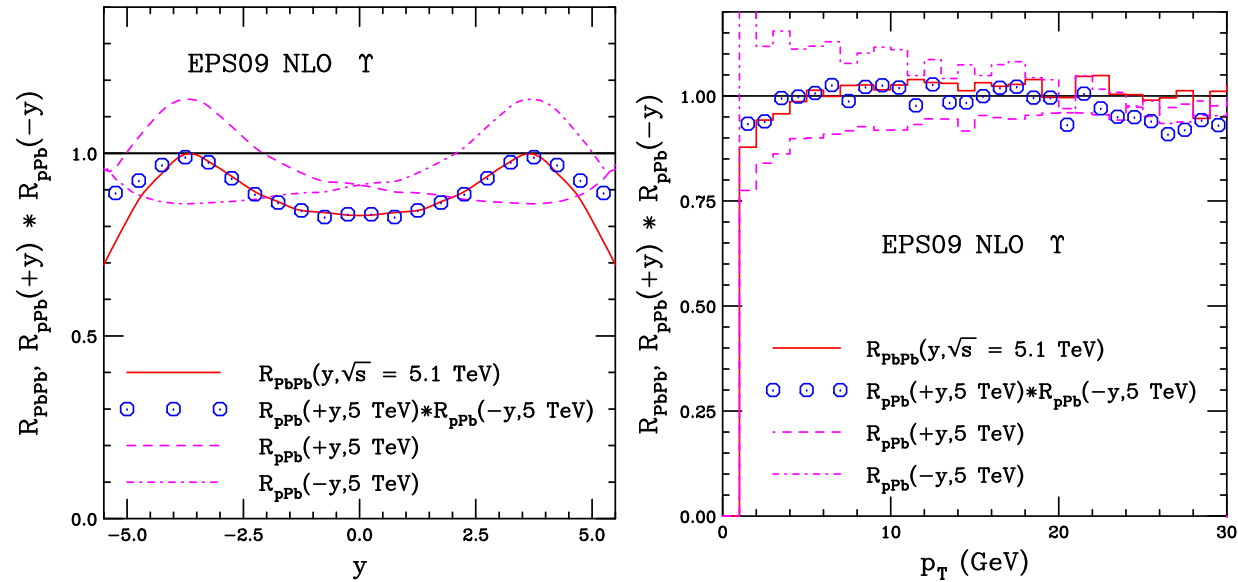 EPS09 NLO ϒ
R_PbPb, R_pPb(+y) * R_pPb(−y)
1.0
0.5
0.0
R_PbPb(y,√s = 5.1 TeV)
R_pPb(+y,5 TeV)*R_pPb(−y,5 TeV)
R_pPb(+y,5 TeV)
R_pPb(−y,5 TeV)
−5.0 −2.5 0.0 2.5 5.0
y
R_PbPb, R_pPb(+y) * R_pPb(−y)
1.00
0.75
0.50
0.25
0.00
EPS09 NLO ϒ
R_PbPb(y,√s = 5.1 TeV)
R_pPb(+y,5 TeV)*R_pPb(−y,5 TeV)
R_pPb(+y,5 TeV)
R_pPb(−y,5 TeV)
0 10 20 30
p_T (GeV)